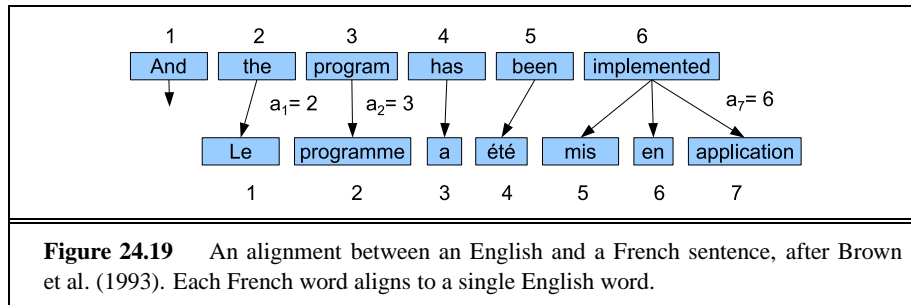 1 2 3 4 5 6
And the program has been implemented
a1= 2 a2= 3 a7= 6
Le programme a été mis en application
1 2 3 4 5 6 7
Figure 24.19 An alignment between an English and a French sentence, after Brown
et al. (1993). Each French word aligns to a single English word.